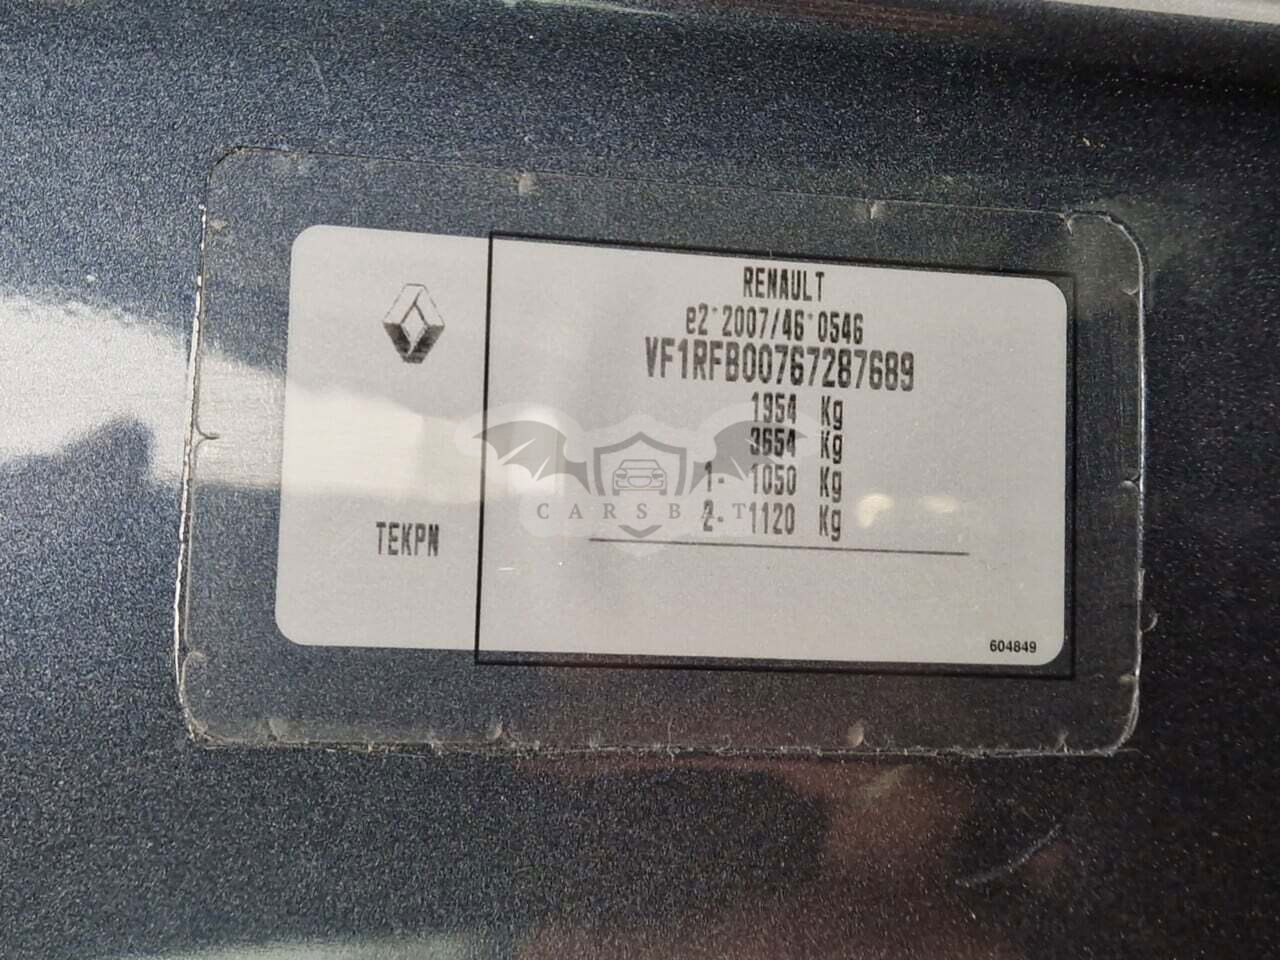 RENAULT
e2*2007/46*0546
VF1RFB00767287689
1954 Kg
3654 Kg
1- 1050 Kg
2- 1120 Kg
CARSBAT
TEKPN
604849